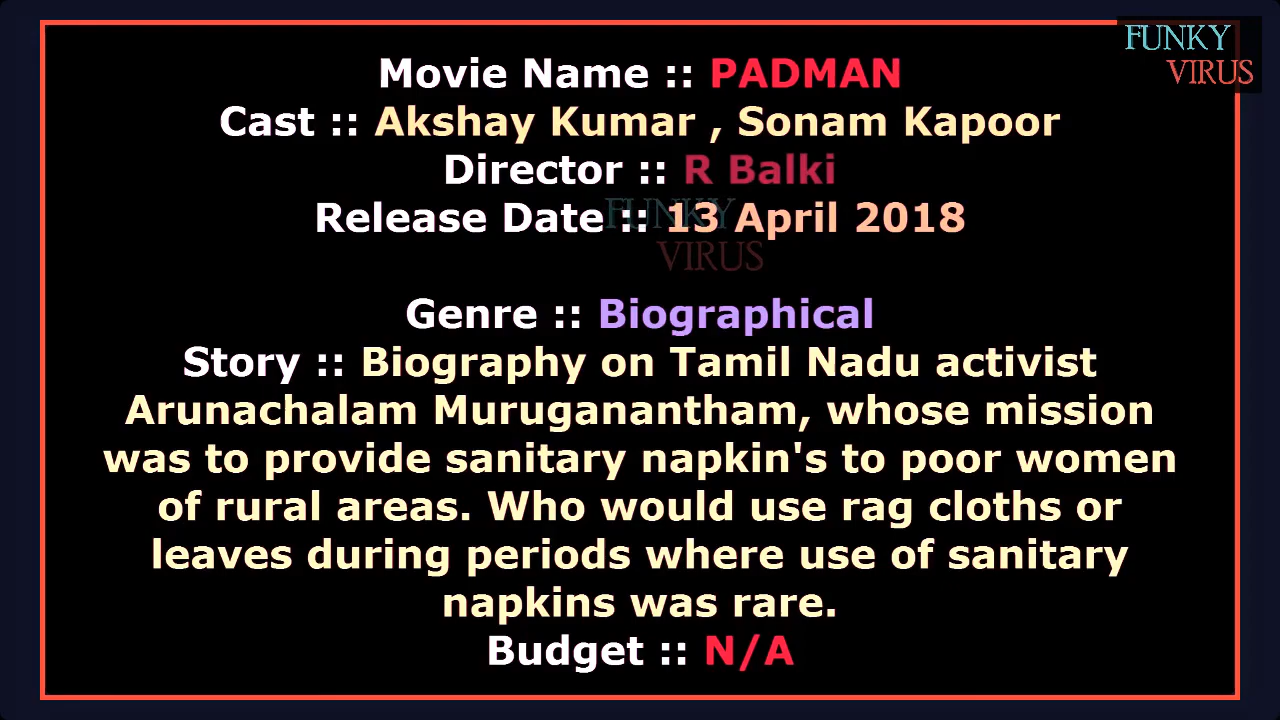 FUNKY
VIRUS
Movie Name :: PADMAN
Cast :: Akshay Kumar , Sonam Kapoor
Director :: R Balki
Release Date :: 13 April 2018
FUNKY
VIRUS
Genre :: Biographical
Story :: Biography on Tamil Nadu activist
Arunachalam Muruganantham, whose mission
was to provide sanitary napkin's to poor women
of rural areas. Who would use rag cloths or
leaves during periods where use of sanitary
napkins was rare.
Budget :: N/A